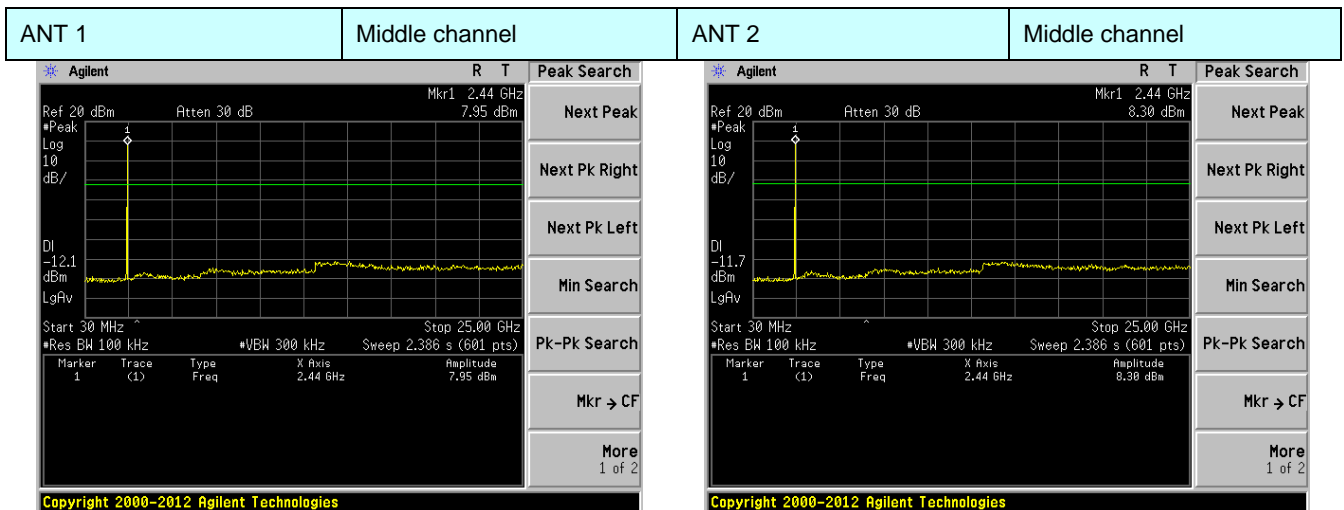 ANT 1 Middle channel ANT 2 Middle channel
Agilent R T Peak Search
Mkr1 2.44 GHz
Ref 20 dBm Atten 30 dB 7.95 dBm
#Peak
Log
10
dB/
1
DI
-12.1
dBm
LgAv
Start 30 MHz ^ Stop 25.00 GHz
#Res BW 100 kHz #VBW 300 kHz Sweep 2.386 s (601 pts)
Marker Trace Type X Axis Amplitude
1 (1) Freq 2.44 GHz 7.95 dBm
Next Peak
Next Pk Right
Next Pk Left
Min Search
Pk-Pk Search
Mkr → CF
More
1 of 2
Copyright 2000-2012 Agilent Technologies
Agilent R T Peak Search
Mkr1 2.44 GHz
Ref 20 dBm Atten 30 dB 8.30 dBm
#Peak
Log
10
dB/
1
DI
-11.7
dBm
LgAv
Start 30 MHz ^ Stop 25.00 GHz
#Res BW 100 kHz #VBW 300 kHz Sweep 2.386 s (601 pts)
Marker Trace Type X Axis Amplitude
1 (1) Freq 2.44 GHz 8.30 dBm
Next Peak
Next Pk Right
Next Pk Left
Min Search
Pk-Pk Search
Mkr → CF
More
1 of 2
Copyright 2000-2012 Agilent Technologies